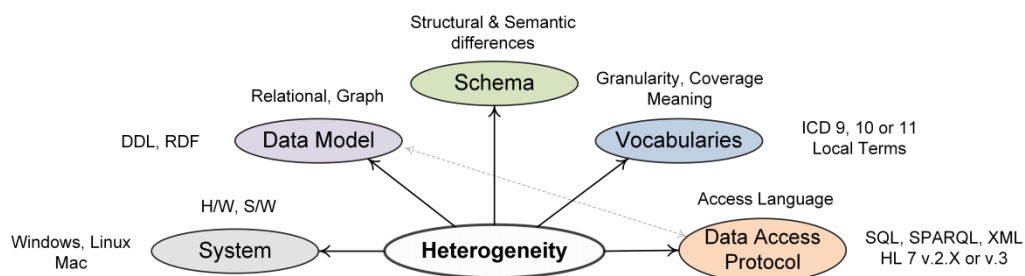 Structural & Semantic
differences
Schema
Granularity, Coverage
Meaning
Relational, Graph
DDL, RDF
Data Model
Vocabularies
ICD 9, 10 or 11
Local Terms
H/W, S/W
Access Language
Windows, Linux
Mac
System
Heterogeneity
Data Access
Protocol
SQL, SPARQL, XML
HL 7 v.2.X or v.3